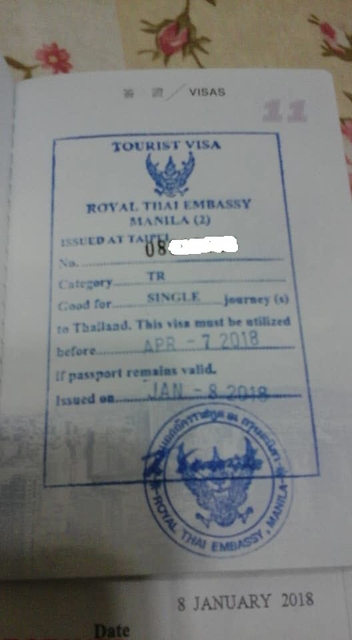 簽 證 / VISAS
11
TOURIST VISA
ROYAL THAI EMBASSY
MANILA (2)
ISSUED AT TAIPEI
No. 08
Category TR
Good for SINGLE journey (s)
to Thailand. This visa must be utilized
before APR - 7 2018
if passport remains valid.
Issued on JAN - 8 2018
ROYAL THAI EMBASSY, MANILA
8 JANUARY 2018
Date